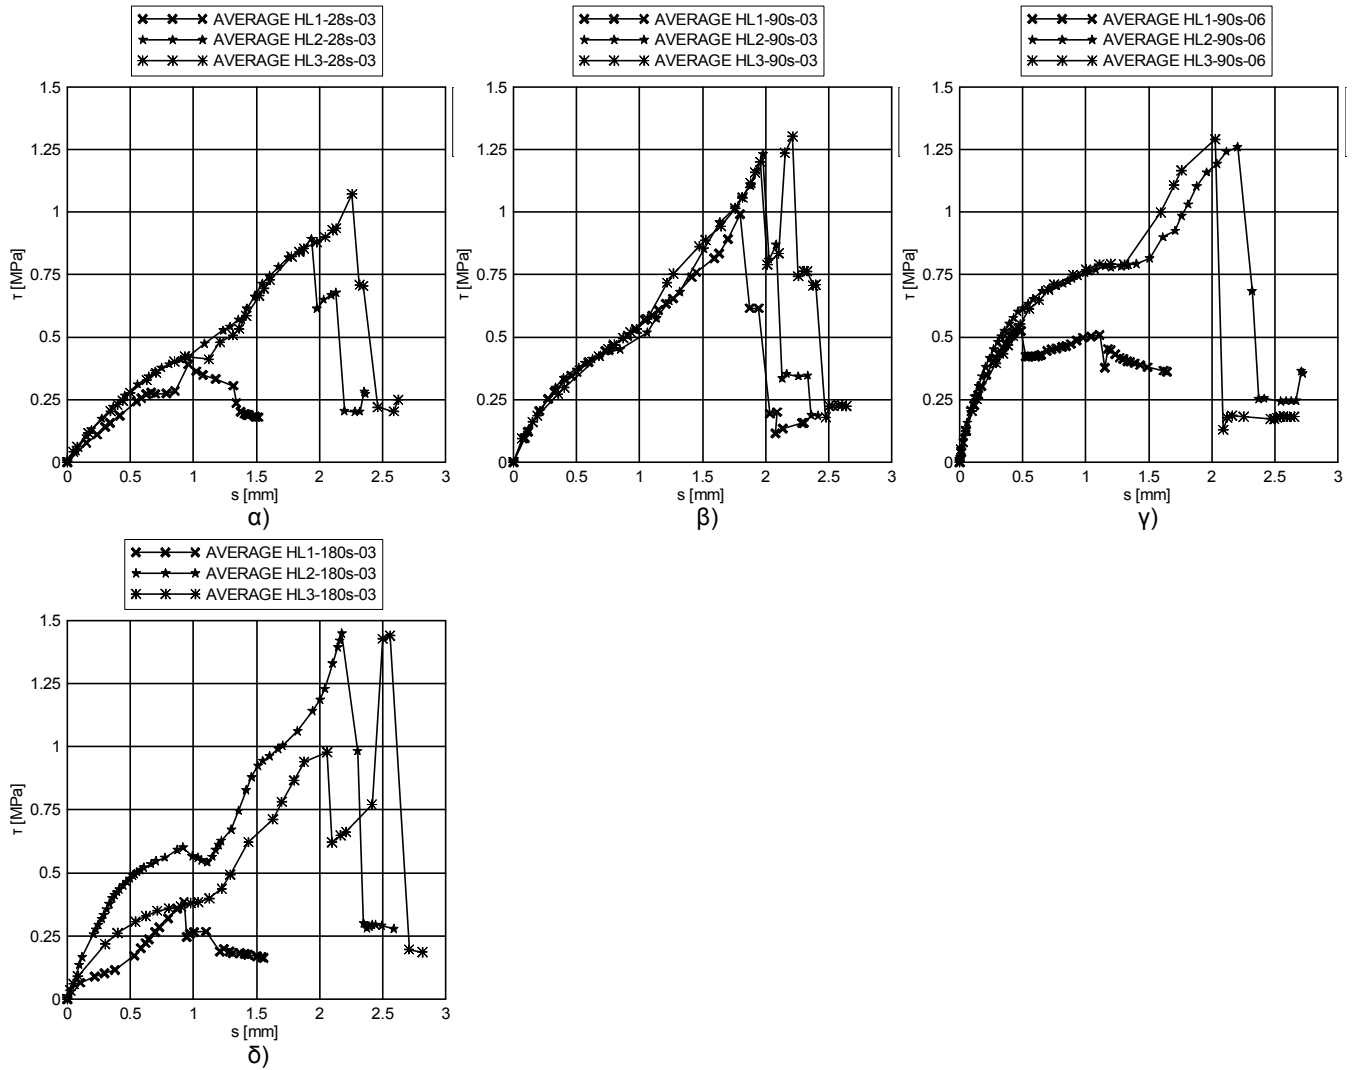 AVERAGE HL1-28s-03
AVERAGE HL2-28s-03
AVERAGE HL3-28s-03
1.5
1.25
1
0.75
0.5
0.25
0
τ [MPa]
0 0.5 1 1.5 2 2.5 3
s [mm]
α)
AVERAGE HL1-90s-03
AVERAGE HL2-90s-03
AVERAGE HL3-90s-03
1.5
1.25
1
0.75
0.5
0.25
0
τ [MPa]
0 0.5 1 1.5 2 2.5 3
s [mm]
β)
AVERAGE HL1-90s-06
AVERAGE HL2-90s-06
AVERAGE HL3-90s-06
1.5
1.25
1
0.75
0.5
0.25
0
τ [MPa]
0 0.5 1 1.5 2 2.5 3
s [mm]
γ)
AVERAGE HL1-180s-03
AVERAGE HL2-180s-03
AVERAGE HL3-180s-03
1.5
1.25
1
0.75
0.5
0.25
0
τ [MPa]
0 0.5 1 1.5 2 2.5 3
s [mm]
δ)